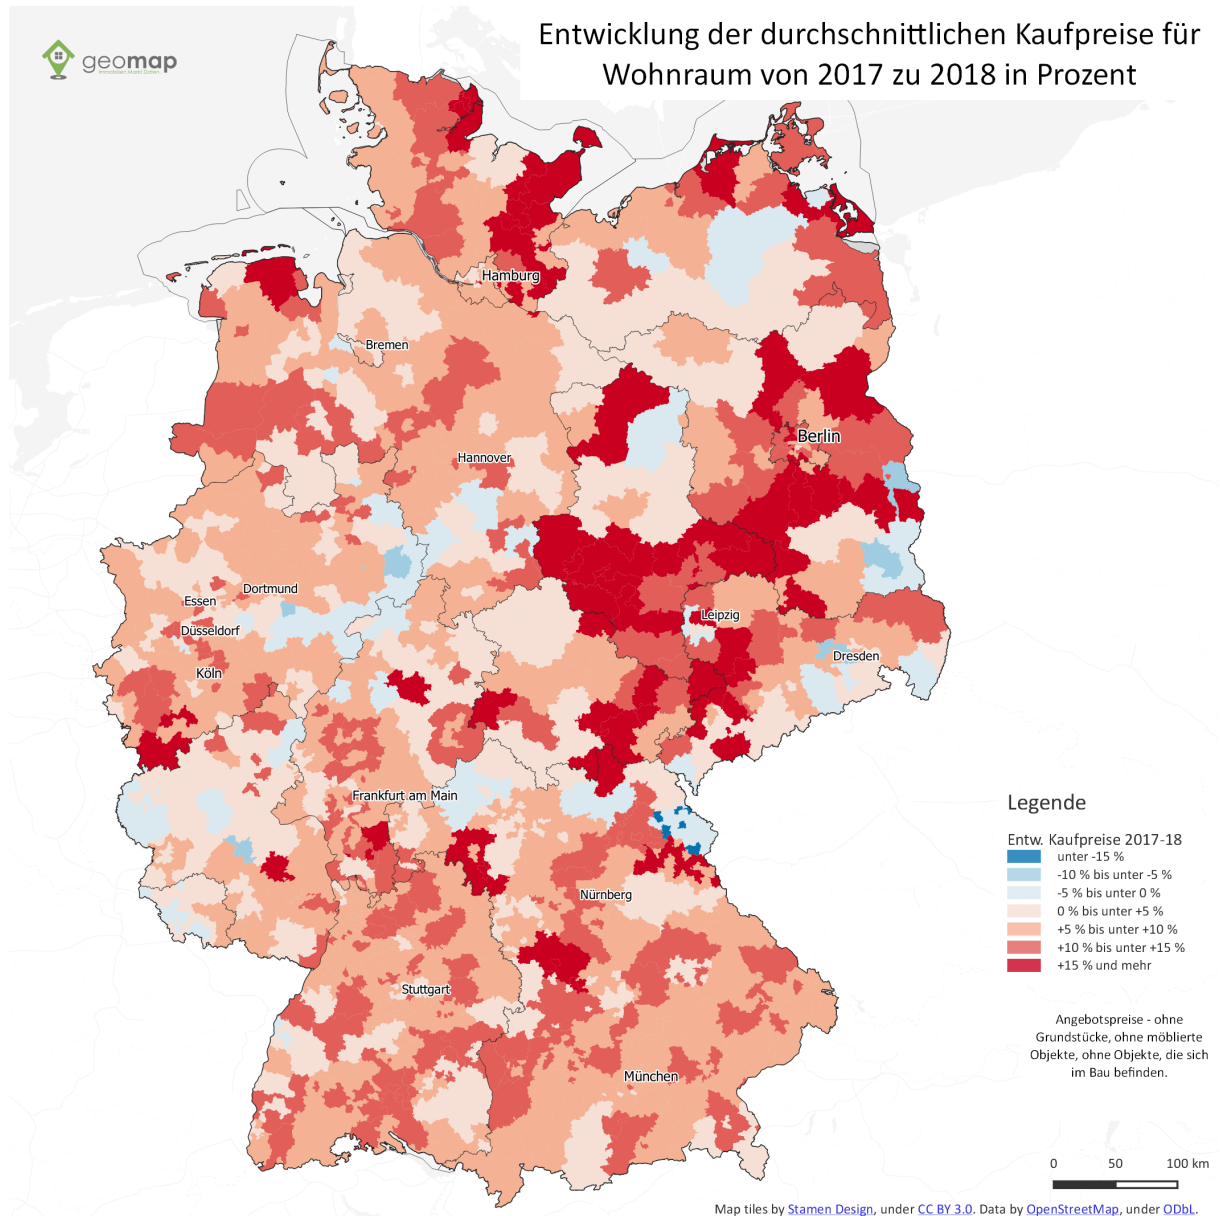 geomap
Immobilien Markt Daten
Entwicklung der durchschnittlichen Kaufpreise für
Wohnraum von 2017 zu 2018 in Prozent
Hamburg
Bremen
Berlin
Hannover
Dortmund
Essen
Leipzig
Düsseldorf
Dresden
Köln
Frankfurt am Main
Nürnberg
Stuttgart
München
Legende
Entw. Kaufpreise 2017-18
unter -15 %
-10 % bis unter -5 %
-5 % bis unter 0 %
0 % bis unter +5 %
+5 % bis unter +10 %
+10 % bis unter +15 %
+15 % und mehr
Angebotspreise - ohne
Grundstücke, ohne möblierte
Objekte, ohne Objekte, die sich
im Bau befinden.
0 50 100 km
Map tiles by Stamen Design, under CC BY 3.0. Data by OpenStreetMap, under ODbL.